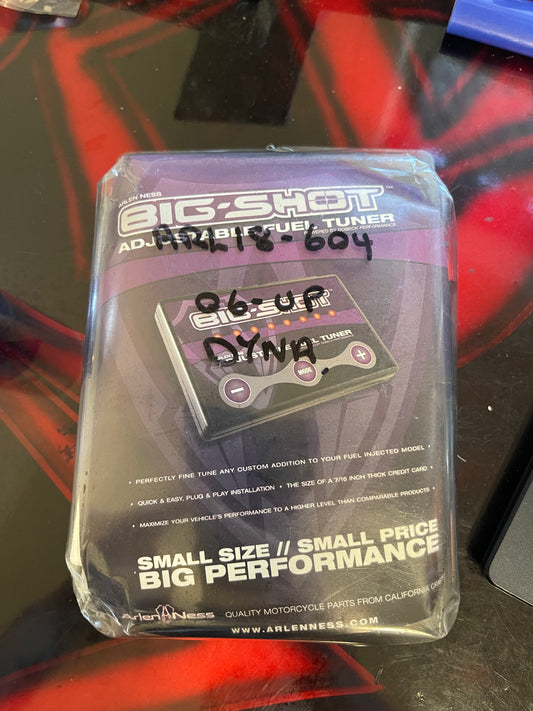 ARLEN NESS
BIG-SHOT™
ADJUSTABLE FUEL TUNER
POWERED BY DOBECK PERFORMANCE
ARL18-604
06-UP
BIG-SHOT
DYNA
• PERFECTLY FINE TUNE ANY CUSTOM ADDITION TO YOUR FUEL INJECTED MODEL •
• QUICK & EASY, PLUG & PLAY INSTALLATION • THE SIZE OF A 7/16 INCH THICK CREDIT CARD •
• MAXIMIZE YOUR VEHICLE'S PERFORMANCE TO A HIGHER LEVEL THAN COMPARABLE PRODUCTS •
SMALL SIZE // SMALL PRICE
BIG PERFORMANCE
Arlen Ness QUALITY MOTORCYCLE PARTS FROM CALIFORNIA
WWW.ARLENNESS.COM